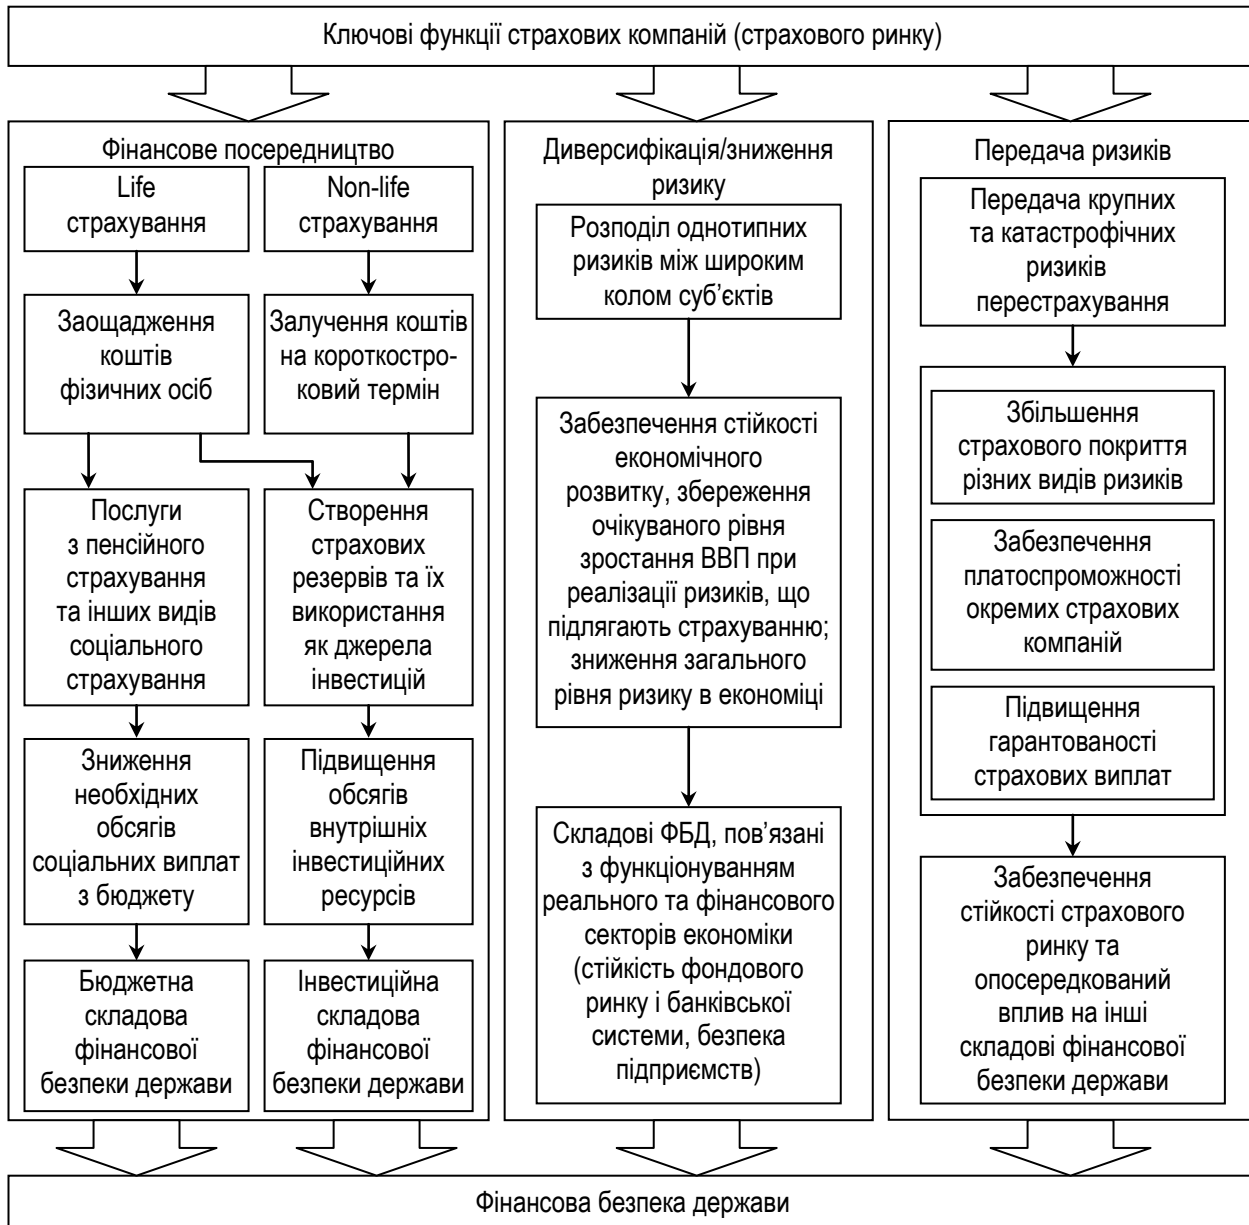 Ключові функції страхових компаній (страхового ринку)
Фінансове посередництво
Life
страхування
Non-life
страхування
Заощадження
коштів
фізичних осіб
Залучення коштів
на короткостро-
ковий термін
Послуги
з пенсійного
страхування
та інших видів
соціального
страхування
Створення
страхових
резервів та їх
використання
як джерела
інвестицій
Зниження
необхідних
обсягів
соціальних виплат
з бюджету
Підвищення
обсягів
внутрішніх
інвестиційних
ресурсів
Бюджетна
складова
фінансової
безпеки держави
Інвестиційна
складова
фінансової
безпеки держави
Диверсифікація/зниження
ризику
Розподіл однотипних
ризиків між широким
колом суб’єктів
Забезпечення стійкості
економічного
розвитку, збереження
очікуваного рівня
зростання ВВП при
реалізації ризиків, що
підлягають страхуванню;
зниження загального
рівня ризику в економіці
Складові ФБД, пов’язані
з функціонуванням
реального та фінансового
секторів економіки
(стійкість фондового
ринку і банківської
системи, безпека
підприємств)
Передача ризиків
Передача крупних
та катастрофічних
ризиків
перестрахування
Збільшення
страхового покриття
різних видів ризиків
Забезпечення
платоспроможності
окремих страхових
компаній
Підвищення
гарантованості
страхових виплат
Забезпечення
стійкості страхового
ринку та
опосередкований
вплив на інші
складові фінансової
безпеки держави
Фінансова безпека держави